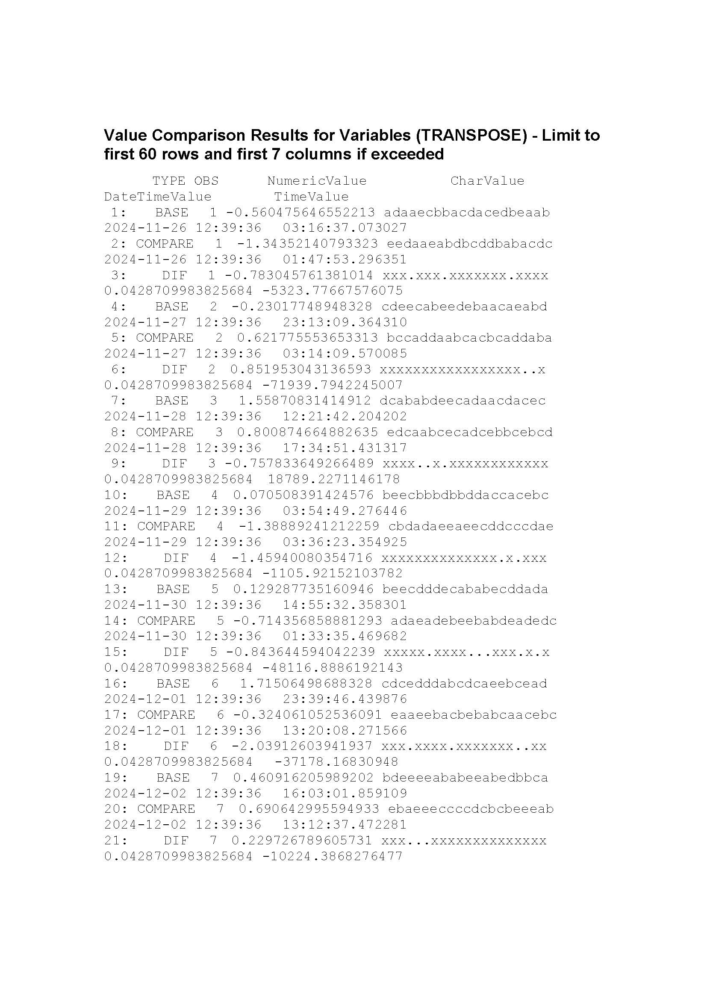 Value Comparison Results for Variables (TRANSPOSE) - Limit to
first 60 rows and first 7 columns if exceeded
TYPE OBS NumericValue CharValue
DateTimeValue TimeValue
1: BASE 1 -0.560475646552213 adaaecbbacdacedbeaab
2024-11-26 12:39:36 03:16:37.073027
2: COMPARE 1 -1.34352140793323 eedaaeabdbcddbabacdc
2024-11-26 12:39:36 01:47:53.296351
3: DIF 1 -0.783045761381014 xxx.xxx.xxxxxxx.xxxx
0.0428709983825684 -5323.77667576075
4: BASE 2 -0.23017748948328 cdeecabeedebaacaeabd
2024-11-27 12:39:36 23:13:09.364310
5: COMPARE 2 0.621775553653313 bccaddaabcacbcaddaba
2024-11-27 12:39:36 03:14:09.570085
6: DIF 2 0.851953043136593 xxxxxxxxxxxxxxxxx..x
0.0428709983825684 -71939.7942245007
7: BASE 3 1.55870831414912 dcababdeecadaacdacec
2024-11-28 12:39:36 12:21:42.204202
8: COMPARE 3 0.800874664882635 edcaabcecadcebbcebcd
2024-11-28 12:39:36 17:34:51.431317
9: DIF 3 -0.757833649266489 xxxx..x.xxxxxxxxxxxx
0.0428709983825684 18789.2271146178
10: BASE 4 0.070508391424576 beecbbbdbbddaccacebc
2024-11-29 12:39:36 03:54:49.276446
11: COMPARE 4 -1.38889241212259 cbdadaeeaeecddcccdae
2024-11-29 12:39:36 03:36:23.354925
12: DIF 4 -1.45940080354716 xxxxxxxxxxxxxx.x.xxx
0.0428709983825684 -1105.92152103782
13: BASE 5 0.129287735160946 beecdddecababecddada
2024-11-30 12:39:36 14:55:32.358301
14: COMPARE 5 -0.714356858881293 adaeadebeebabdeadedc
2024-11-30 12:39:36 01:33:35.469682
15: DIF 5 -0.843644594042239 xxxxx.xxxx...xxx.x.x
0.0428709983825684 -48116.8886192143
16: BASE 6 1.71506498688328 cdcedddabcdcaeebcead
2024-12-01 12:39:36 23:39:46.439876
17: COMPARE 6 -0.324061052536091 eaaeebacbebabcaacebc
2024-12-01 12:39:36 13:20:08.271566
18: DIF 6 -2.03912603941937 xxx.xxxx.xxxxxxx..xx
0.0428709983825684 -37178.16830948
19: BASE 7 0.460916205989202 bdeeeeababeeabedbbca
2024-12-02 12:39:36 16:03:01.859109
20: COMPARE 7 0.690642995594933 ebaeeeccccdcbcbeeeab
2024-12-02 12:39:36 13:12:37.472281
21: DIF 7 0.229726789605731 xxx...xxxxxxxxxxxxxx
0.0428709983825684 -10224.3868276477